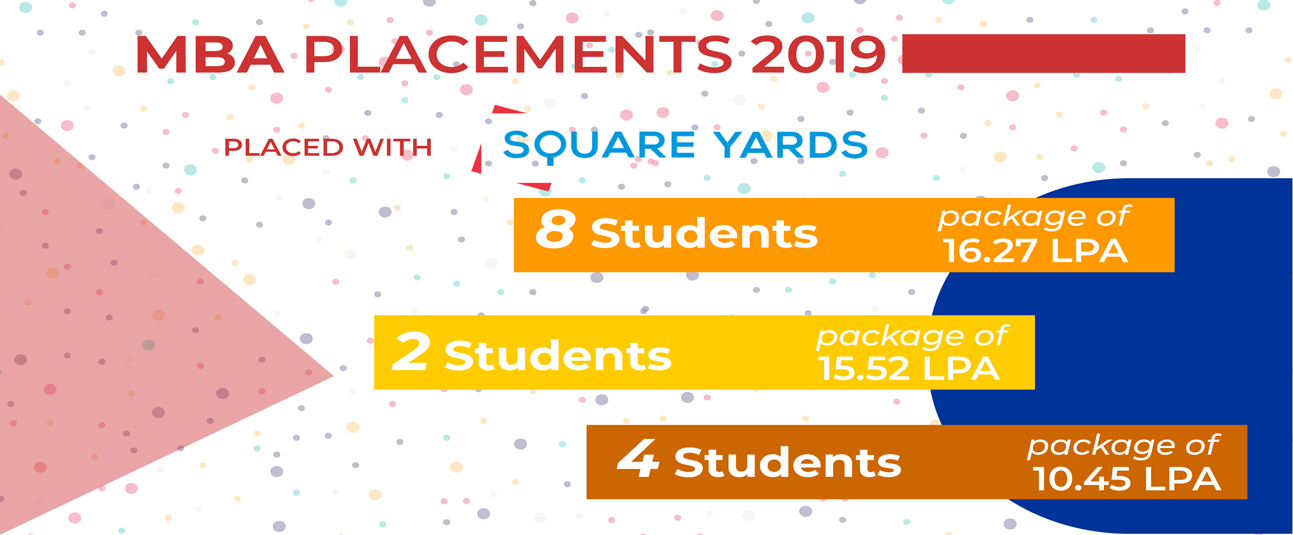 MBA PLACEMENTS 2019
PLACED WITH SQUARE YARDS
8 Students package of 16.27 LPA
2 Students package of 15.52 LPA
4 Students package of 10.45 LPA